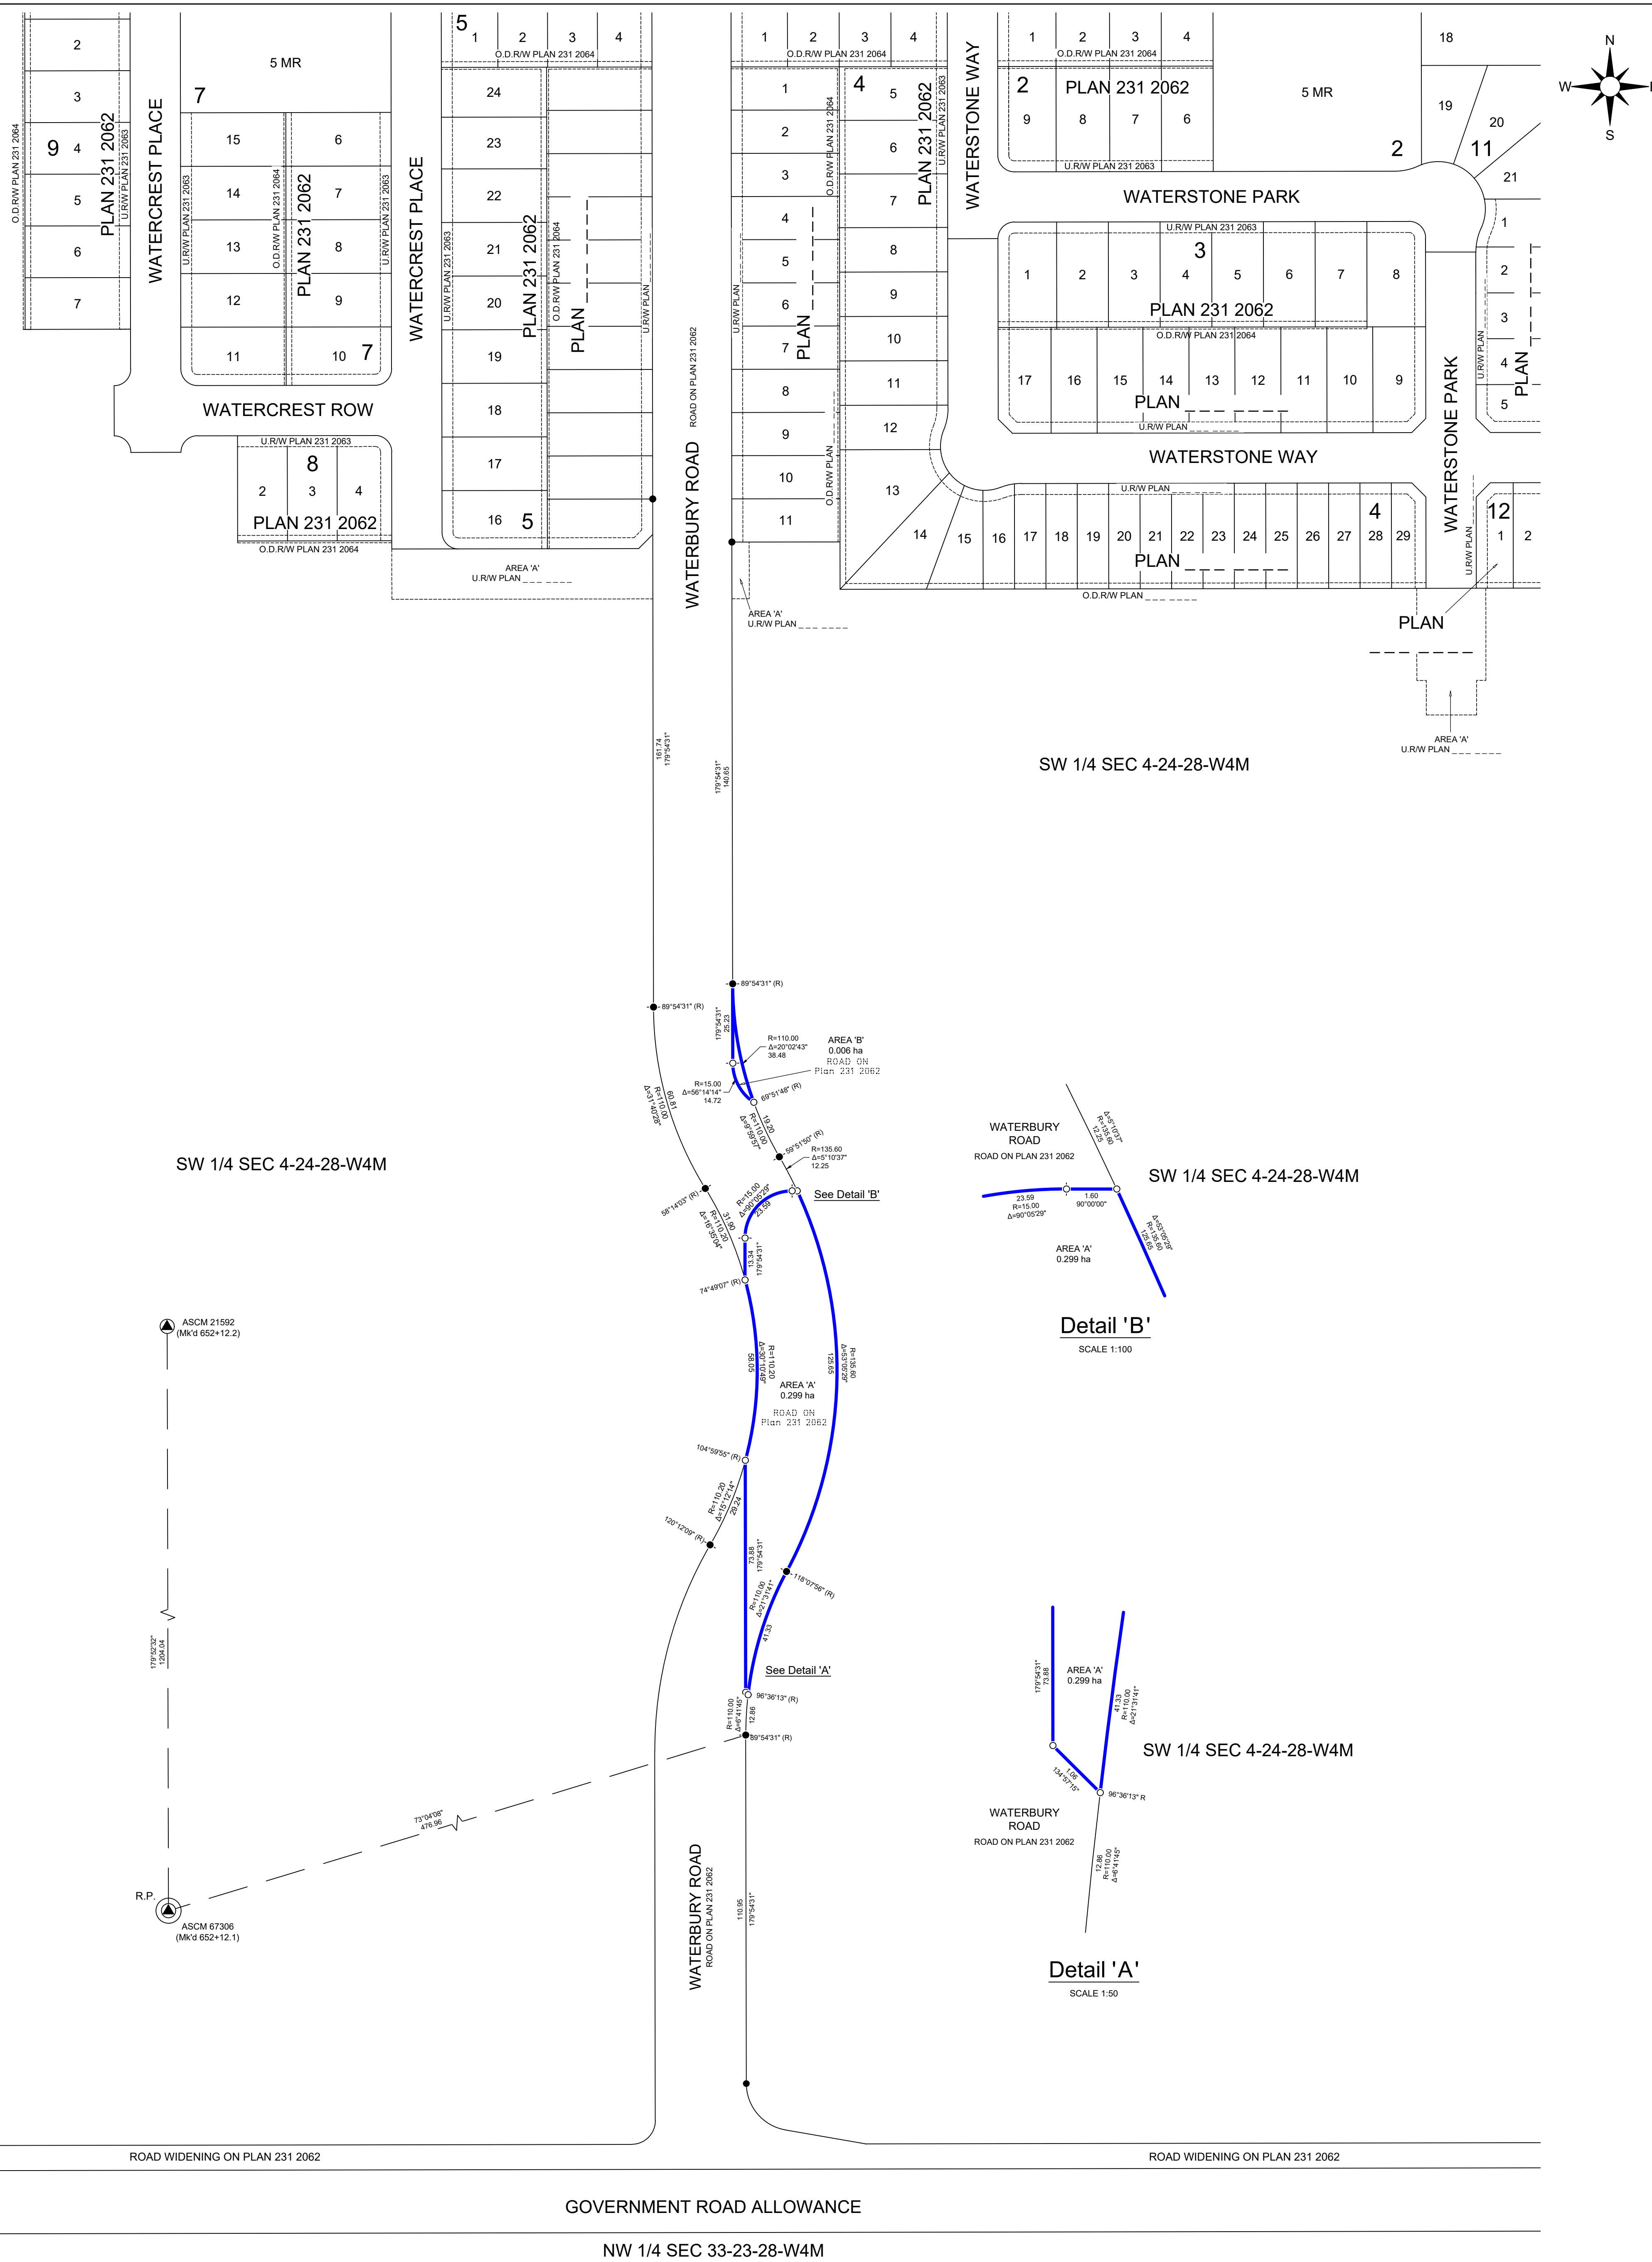 N
W
S
2
3
4
5
6
7
9
PLAN 231 2062
O.D.R/W PLAN 231 2064
U.R/W PLAN 231 2063
WATERCREST PLACE
5 MR
7
15
6
14
7
13
8
12
9
11
10
7
U.R/W PLAN 231 2063
O.D.R/W PLAN 231 2064
PLAN 231 2062
U.R/W PLAN 231 2063
WATERCREST PLACE
WATERCREST ROW
U.R/W PLAN 231 2063
8
2
3
4
PLAN 231 2062
O.D.R/W PLAN 231 2064
5
1
2
3
4
O.D.R/W PLAN 231 2064
24
23
22
21
20
19
18
17
16
5
U.R/W PLAN 231 2063
PLAN 231 2062
O.D.R/W PLAN 231 2064
PLAN _ _ _ _
U.R/W PLAN
AREA 'A'
U.R/W PLAN _ _ _ _ _ _ _
WATERBURY ROAD
ROAD ON PLAN 231 2062
1
2
3
4
O.D.R/W PLAN 231 2064
1
2
3
4
5
6
7
8
9
10
11
U.R/W PLAN
PLAN
O.D.R/W PLAN 231 2064
O.D.R/W PLAN
4
5
6
7
8
9
10
11
12
13
14
15
16
17
18
19
20
21
22
23
24
25
26
27
28
29
4
PLAN 231 2062
U.R/W PLAN 231 2063
WATERSTONE WAY
1
2
3
4
O.D.R/W PLAN 231 2064
2
PLAN 231 2062
9
8
7
6
U.R/W PLAN 231 2063
5 MR
2
18
19
20
11
21
WATERSTONE PARK
U.R/W PLAN 231 2063
3
1
2
3
4
5
6
7
8
PLAN 231 2062
O.D.R/W PLAN 231 2064
17
16
15
14
13
12
11
10
9
PLAN
U.R/W PLAN _ _ _ _ _ _ _
WATERSTONE WAY
U.R/W PLAN _ _ _ _ _ _ _
PLAN
O.D.R/W PLAN _ _ _ _ _ _ _
WATERSTONE PARK
1
2
3
4
5
U.R/W PLAN
PLAN
12
1
2
U.R/W PLAN
PLAN
AREA 'A'
U.R/W PLAN _ _ _ _ _ _ _
AREA 'A'
U.R/W PLAN _ _ _ _ _ _ _
161.74
179°54'31"
179°54'31"
140.65
SW 1/4 SEC 4-24-28-W4M
89°54'31" (R)
89°54'31" (R)
179°54'31"
25.23
R=110.00
Δ=20°02'43"
38.48
AREA 'B'
0.006 ha
ROAD ON
Plan 231 2062
R=15.00
Δ=56°14'14"
14.72
69°51'48" (R)
60.81
R=110.00
Δ=31°40'28"
19.20
R=110.00
Δ=9°59'57"
59°51'50" (R)
R=135.60
Δ=5°10'37"
12.25
SW 1/4 SEC 4-24-28-W4M
58°14'03" (R)
31.90
R=110.20
Δ=16°35'04"
R=15.00
Δ=90°05'29"
23.59
See Detail 'B'
13.34
179°54'31"
74°49'07" (R)
R=110.20
Δ=30°10'49"
58.05
R=135.60
Δ=53°05'29"
125.65
AREA 'A'
0.299 ha
ROAD ON
Plan 231 2062
104°59'55" (R)
R=110.20
Δ=15°12'14"
29.24
120°12'09" (R)
73.88
179°54'31"
R=110.00
Δ=21°31'41"
41.33
118°07'56" (R)
See Detail 'A'
96°36'13" (R)
R=110.00
Δ=6°41'45"
12.86
89°54'31" (R)
ASCM 21592
(Mk'd 652+12.2)
179°52'32"
1204.04
73°04'08"
476.96
R.P.
ASCM 67306
(Mk'd 652+12.1)
WATERBURY ROAD
ROAD ON PLAN 231 2062
110.95
179°54'31"
WATERBURY
ROAD
ROAD ON PLAN 231 2062
Δ=5°10'37"
R=135.60
12.25
SW 1/4 SEC 4-24-28-W4M
23.59
R=15.00
Δ=90°05'29"
1.60
90°00'00"
Δ=53°05'29"
R=135.60
125.65
AREA 'A'
0.299 ha
Detail 'B'
SCALE 1:100
179°54'31"
73.88
AREA 'A'
0.299 ha
41.33
R=110.00
Δ=21°31'41"
SW 1/4 SEC 4-24-28-W4M
1.06
134°57'15"
96°36'13" R
WATERBURY
ROAD
ROAD ON PLAN 231 2062
12.86
R=110.00
Δ=6°41'45"
Detail 'A'
SCALE 1:50
ROAD WIDENING ON PLAN 231 2062
ROAD WIDENING ON PLAN 231 2062
GOVERNMENT ROAD ALLOWANCE
NW 1/4 SEC 33-23-28-W4M